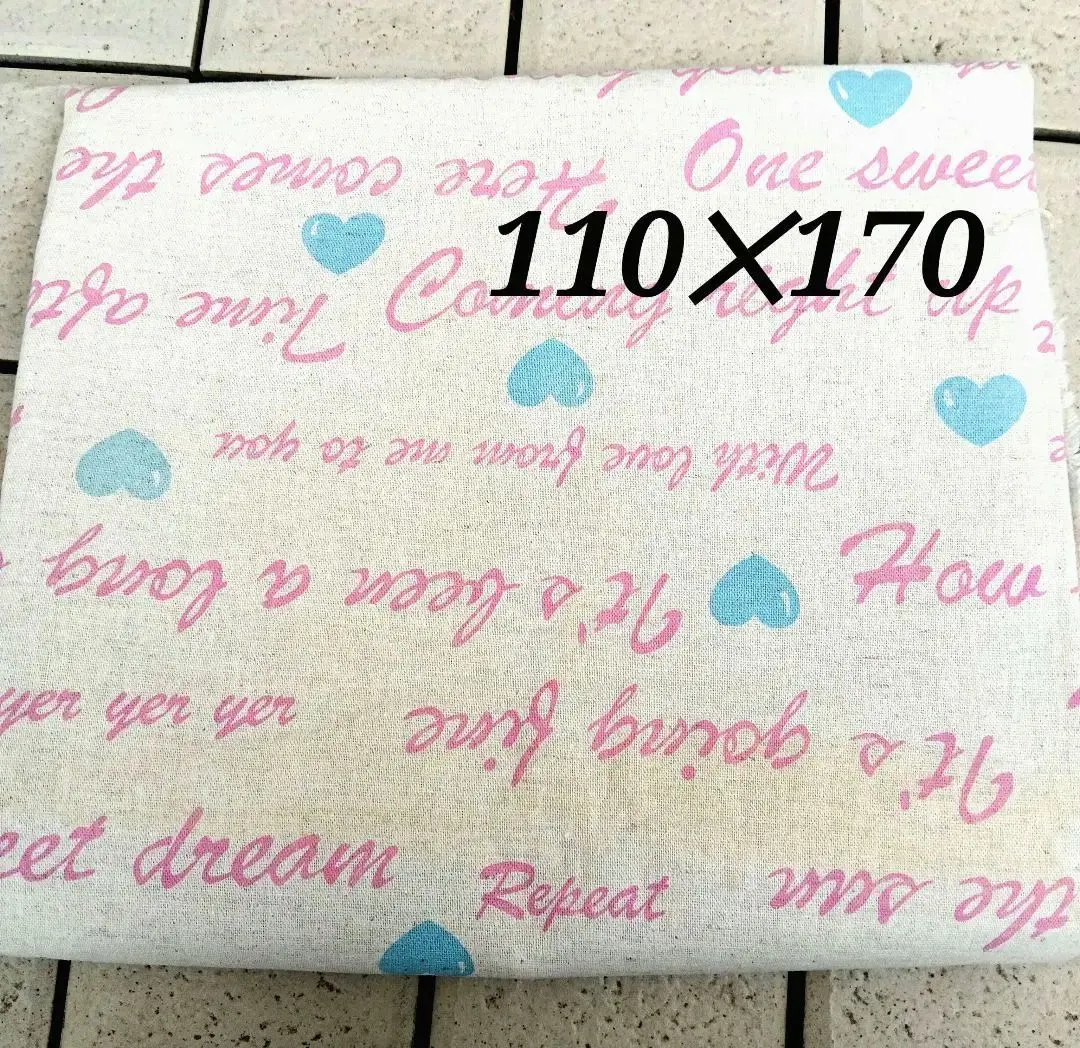 Here comes the
One sweet
110×170
Time afte
Coming right up
With love from me to you
It's been a long
How
yer yer yer
It's going fine
eet dream
Repeat
the sun